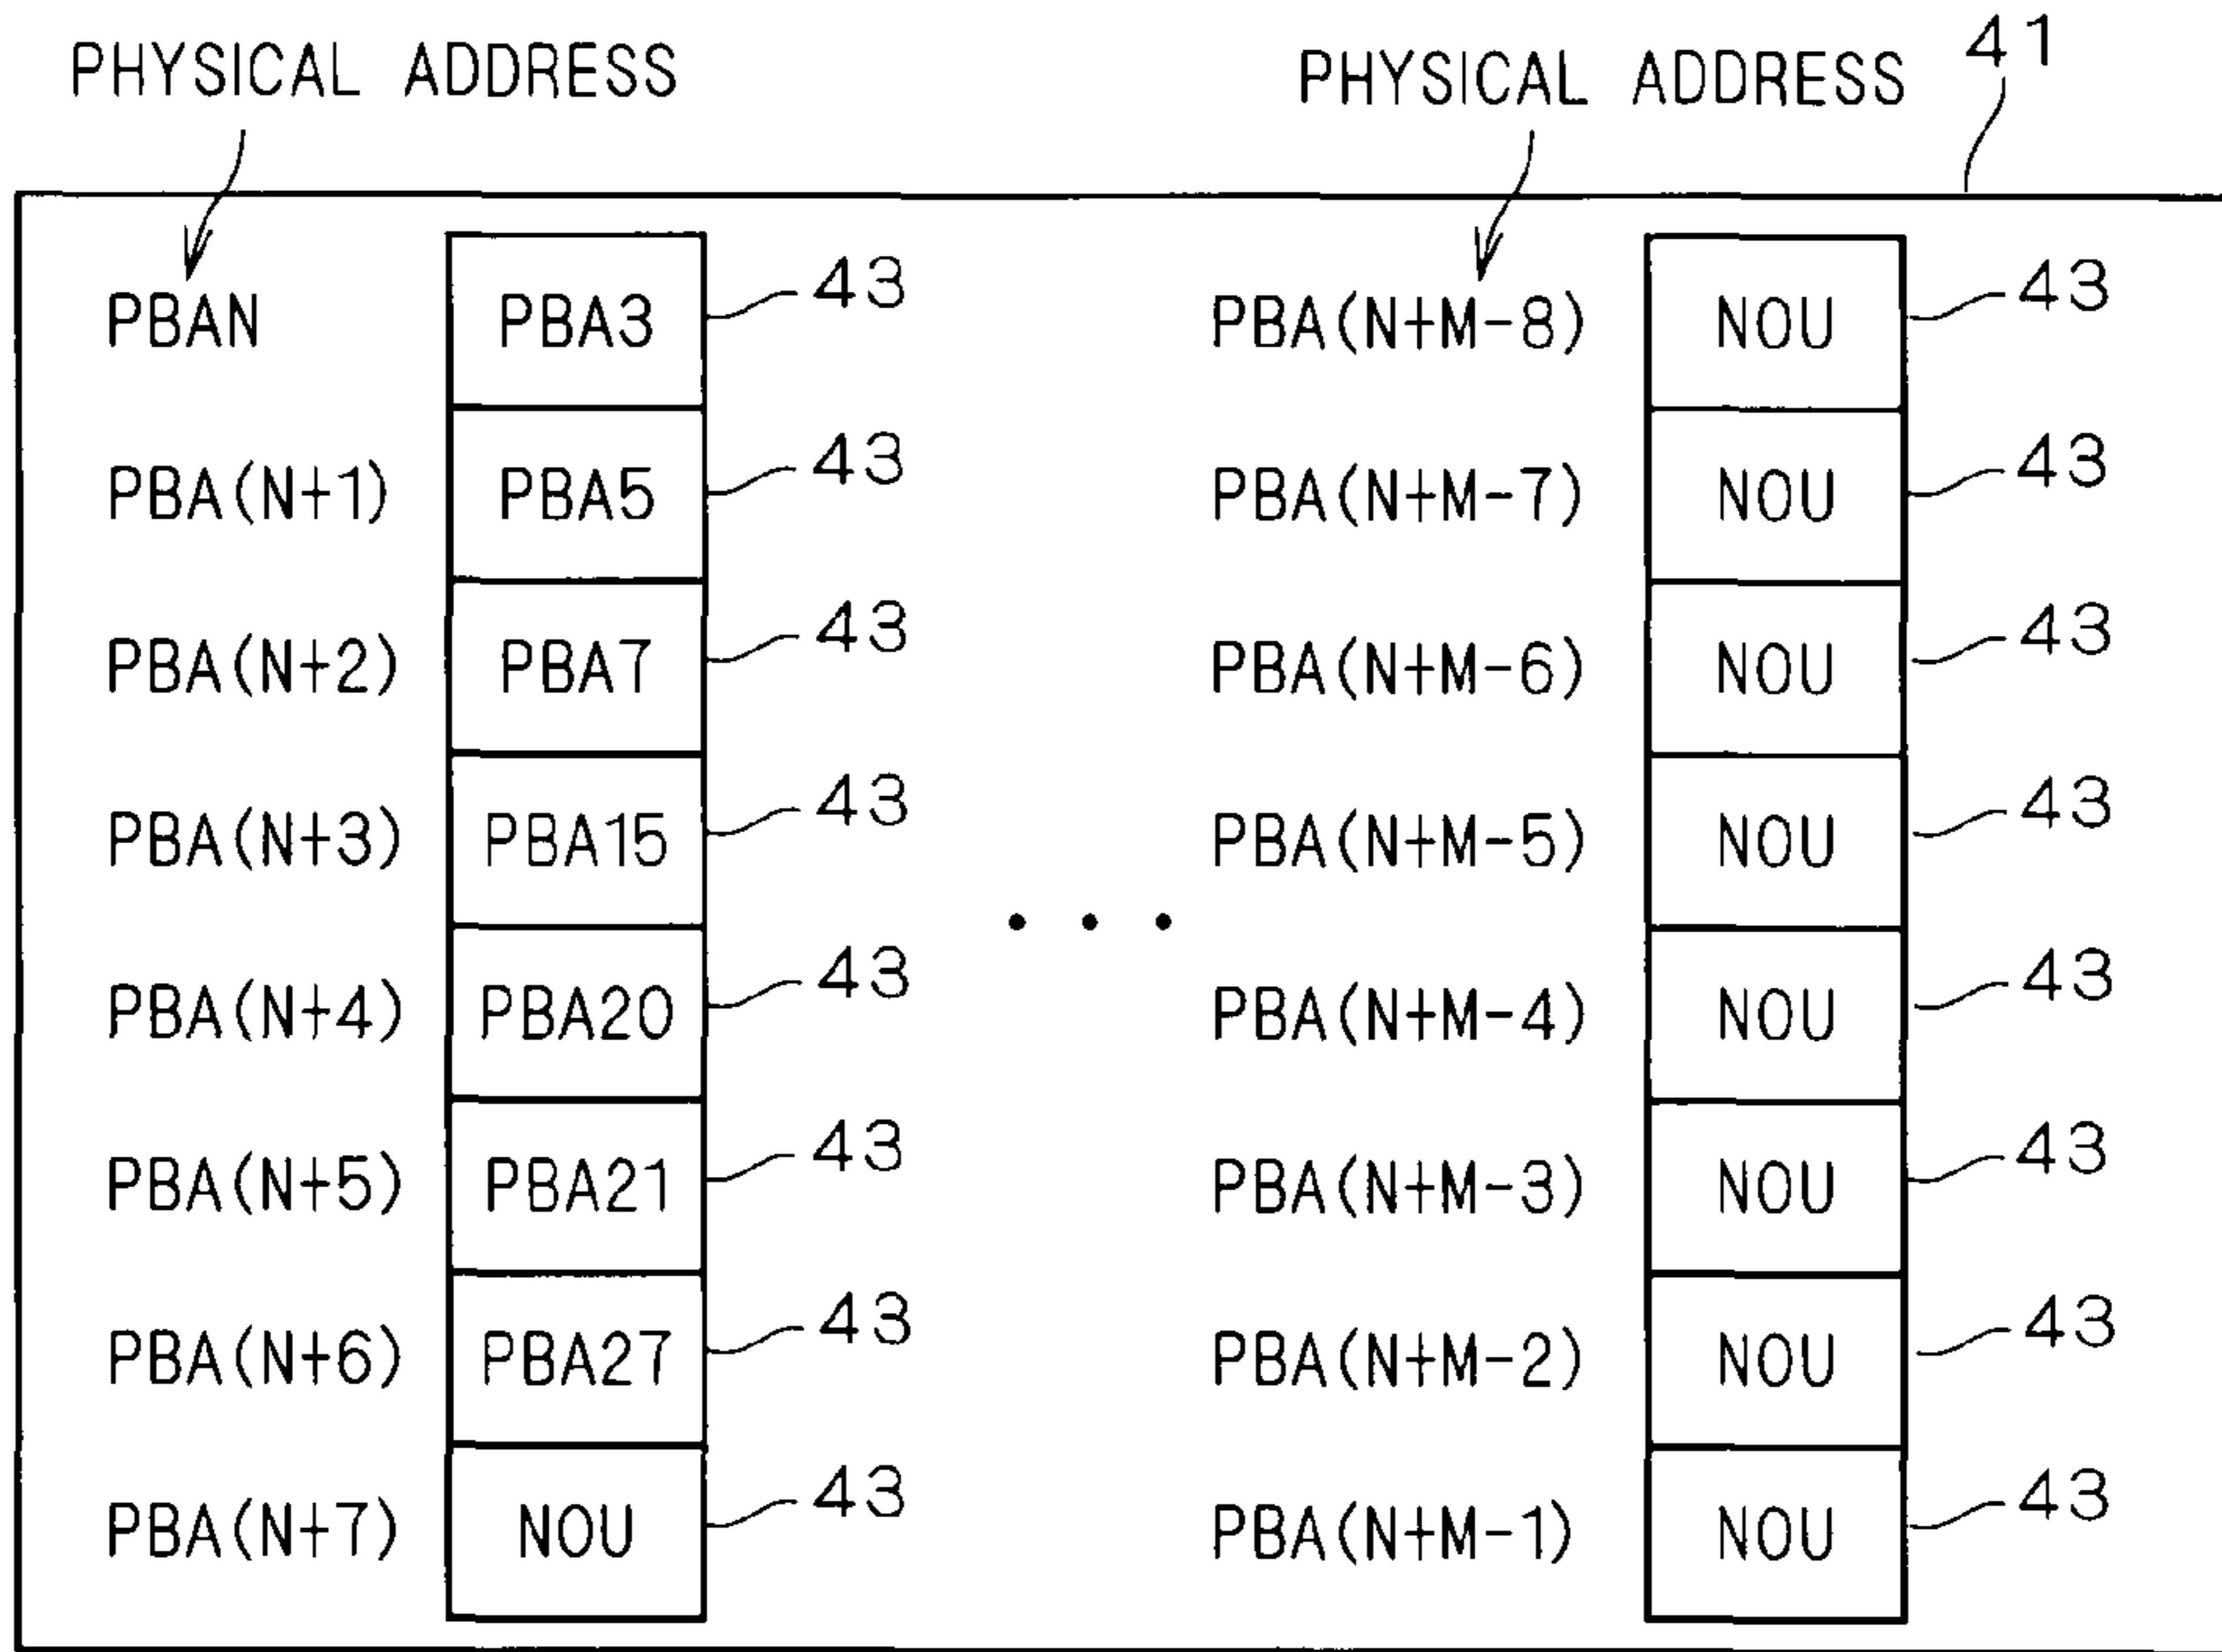 PHYSICAL ADDRESS PHYSICAL ADDRESS 41
PBAN PBA3 43 PBA(N+M-8) NOU 43
PBA(N+1) PBA5 43 PBA(N+M-7) NOU 43
PBA(N+2) PBA7 43 PBA(N+M-6) NOU 43
PBA(N+3) PBA15 43 PBA(N+M-5) NOU 43
• • •
PBA(N+4) PBA20 43 PBA(N+M-4) NOU 43
PBA(N+5) PBA21 43 PBA(N+M-3) NOU 43
PBA(N+6) PBA27 43 PBA(N+M-2) NOU 43
PBA(N+7) NOU 43 PBA(N+M-1) NOU 43